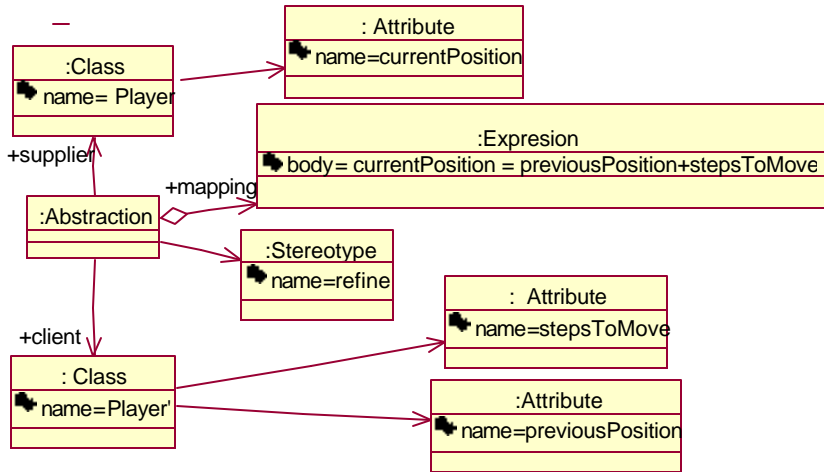 : Attribute
name=currentPosition
:Class
name= Player
+supplier
:Expresion
body= currentPosition = previousPosition+stepsToMove
+mapping
:Abstraction
:Stereotype
name=refine
+client
: Attribute
name=stepsToMove
: Class
name=Player'
:Attribute
name=previousPosition